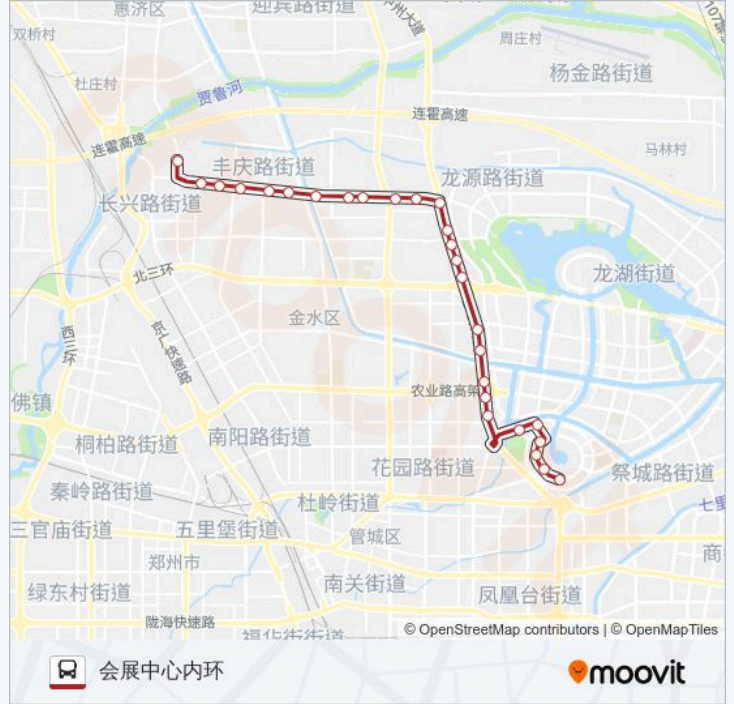 惠济区
迎宾路街道
中州大道
107
双桥村
周庄村
杨金路街道
杜庄村
贾鲁河
连霍高速
连霍高速
马林村
丰庆路街道
龙源路街道
长兴路街道
北三环
龙湖街道
金水区
西三环
京广快速路
农业路高架
佛镇
桐柏路街道
南阳路街道
花园路街道
祭城路街道
秦岭路街道
杜岭街道
七里
三官庙街道
五里堡街道
管城区
郑州市
商
绿东村街道
南关街道
凤凰台街道
陇海快速路
福华街街道
© OpenStreetMap contributors | © OpenMapTiles
会展中心内环
moovit